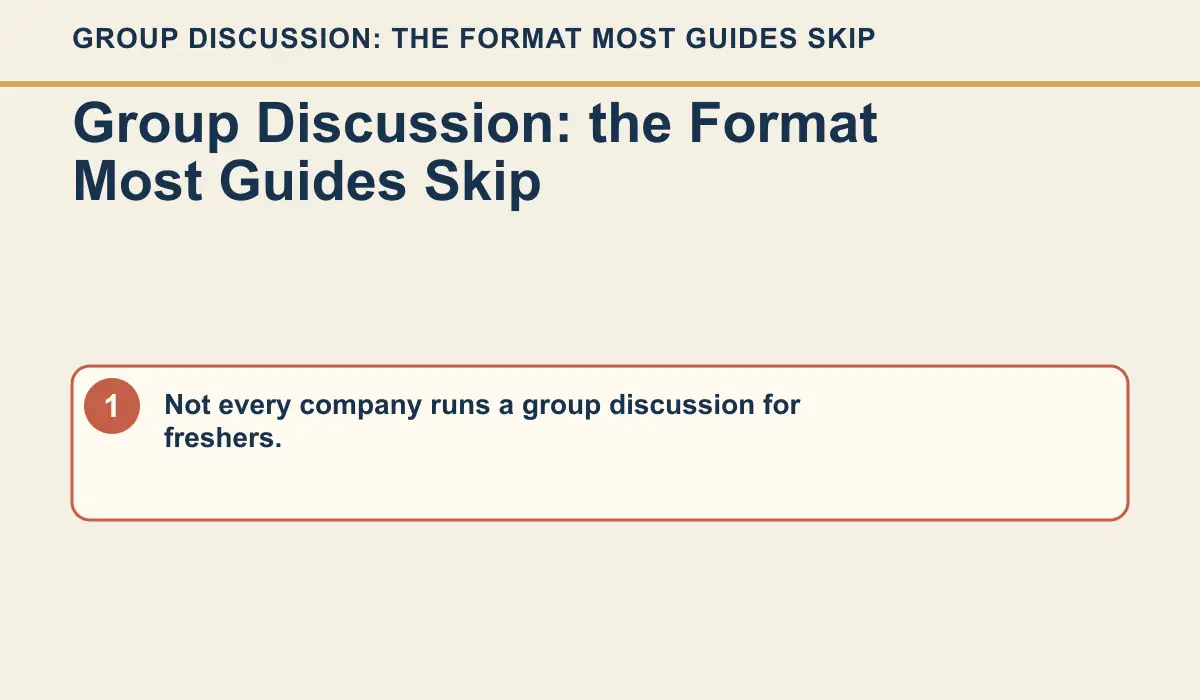 GROUP DISCUSSION: THE FORMAT MOST GUIDES SKIP
Group Discussion: the Format
Most Guides Skip
1
Not every company runs a group discussion for
freshers.